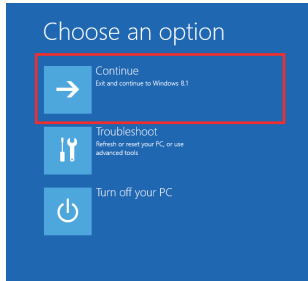 Choose an option
Continue
Exit and continue to Windows 8.1
Troubleshoot
Refresh or reset your PC, or use
advanced tools
Turn off your PC